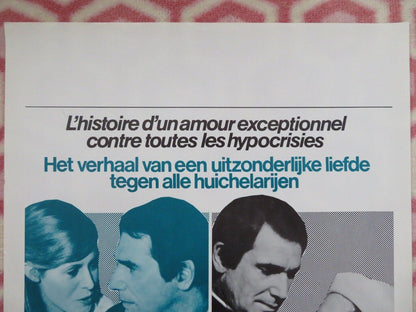 L'histoire d'un amour exceptionnel
contre toutes les hypocrisies
Het verhaal van een uitzonderlijke liefde
tegen alle huichelarijen